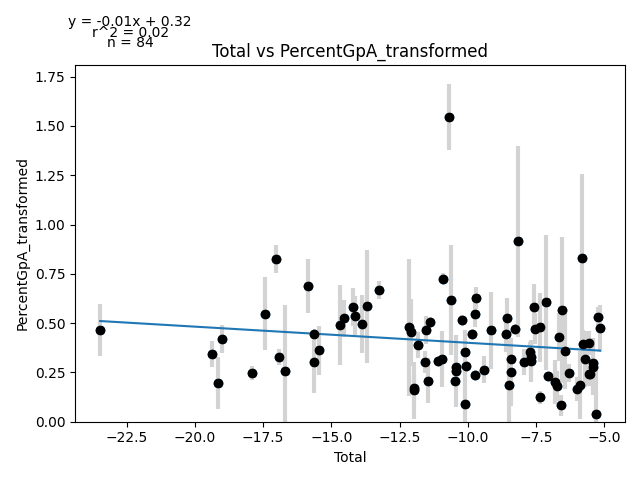 y = -0.01x + 0.32
r^2 = 0.02
n = 84
Total vs PercentGpA_transformed
PercentGpA_transformed
1.75
1.50
1.25
1.00
0.75
0.50
0.25
0.00
−22.5 −20.0 −17.5 −15.0 −12.5 −10.0 −7.5 −5.0
Total